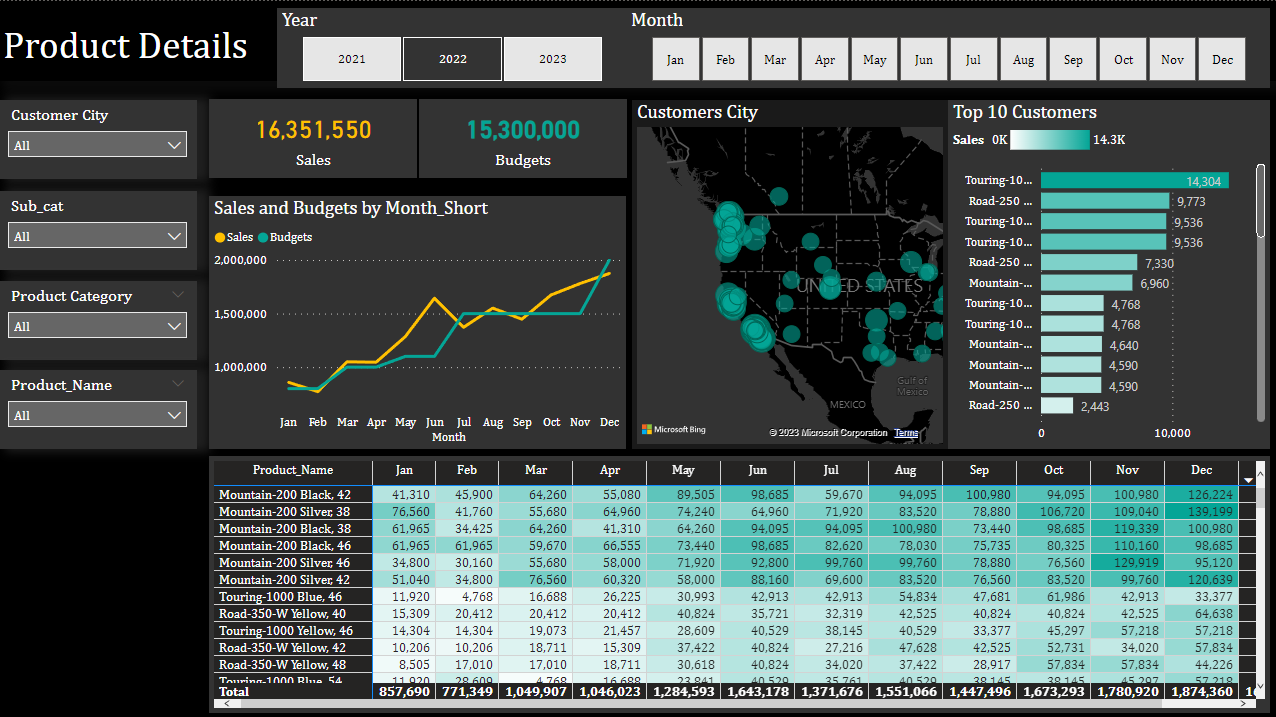 Product Details
Year
2021 2022 2023
Month
Jan Feb Mar Apr May Jun Jul Aug Sep Oct Nov Dec
Customer City
All
Sub_cat
All
Product Category
All
Product_Name
All
16,351,550
Sales
15,300,000
Budgets
Sales and Budgets by Month_Short
Sales Budgets
2,000,000
1,500,000
1,000,000
Jan Feb Mar Apr May Jun Jul Aug Sep Oct Nov Dec
Month
Customers City
UNITED STATES
Gulf of
Mexico
MEXICO
Microsoft Bing
© 2023 Microsoft Corporation Terms
Top 10 Customers
Sales 0K 14.3K
Touring-10... 14,304
Road-250 ... 9,773
Touring-10... 9,536
Touring-10... 9,536
Road-250 ... 7,330
Mountain-... 6,960
Touring-10... 4,768
Touring-10... 4,768
Mountain-... 4,640
Mountain-... 4,590
Mountain-... 4,590
Road-250 ... 2,443
0 10,000
Product_Name Jan Feb Mar Apr May Jun Jul Aug Sep Oct Nov Dec
Mountain-200 Black, 42 41,310 45,900 64,260 55,080 89,505 98,685 59,670 94,095 100,980 94,095 100,980 126,224
Mountain-200 Silver, 38 76,560 41,760 55,680 64,960 74,240 64,960 71,920 83,520 78,880 106,720 109,040 139,199
Mountain-200 Black, 38 61,965 34,425 64,260 41,310 64,260 94,095 94,095 100,980 73,440 98,685 119,339 100,980
Mountain-200 Black, 46 61,965 61,965 59,670 66,555 73,440 98,685 82,620 78,030 75,735 80,325 110,160 98,685
Mountain-200 Silver, 46 34,800 30,160 55,680 58,000 71,920 92,800 99,760 99,760 78,880 76,560 129,919 95,120
Mountain-200 Silver, 42 51,040 34,800 76,560 60,320 58,000 88,160 69,600 83,520 76,560 83,520 99,760 120,639
Touring-1000 Blue, 46 11,920 4,768 16,688 26,225 30,993 42,913 42,913 54,834 47,681 61,986 42,913 33,377
Road-350-W Yellow, 40 15,309 20,412 20,412 20,412 40,824 35,721 32,319 42,525 40,824 40,824 42,525 64,638
Touring-1000 Yellow, 46 14,304 14,304 19,073 21,457 28,609 40,529 38,145 40,529 33,377 45,297 57,218 57,218
Road-350-W Yellow, 42 10,206 10,206 18,711 15,309 37,422 40,824 27,216 47,628 42,525 52,731 34,020 57,834
Road-350-W Yellow, 48 8,505 17,010 17,010 18,711 30,618 40,824 34,020 37,422 28,917 57,834 57,834 44,226
Touring-1000 Blue, 54 11,920 28,609 4,768 16,688 23,841 40,529 35,761 40,529 38,145 38,145 45,297 57,218
Total 857,690 771,349 1,049,907 1,046,023 1,284,593 1,643,178 1,371,676 1,551,066 1,447,496 1,673,293 1,780,920 1,874,360